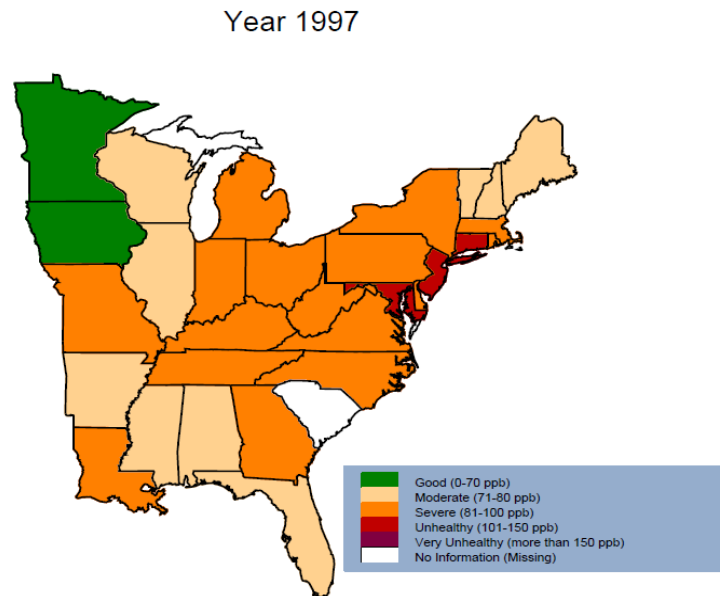 Year 1997
Good (0-70 ppb)
Moderate (71-80 ppb)
Severe (81-100 ppb)
Unhealthy (101-150 ppb)
Very Unhealthy (more than 150 ppb)
No Information (Missing)